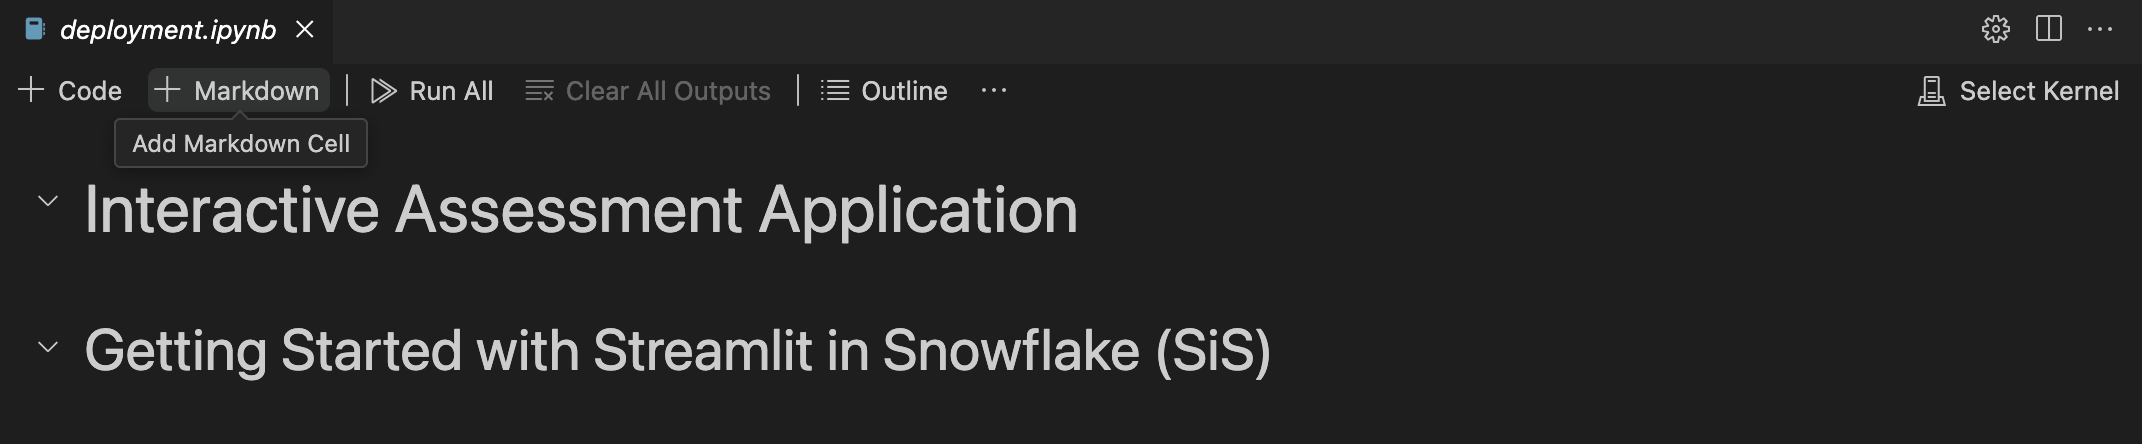 deployment.ipynb
Code Markdown Run All Clear All Outputs Outline ... Select Kernel
Add Markdown Cell
Interactive Assessment Application
Getting Started with Streamlit in Snowflake (SiS)